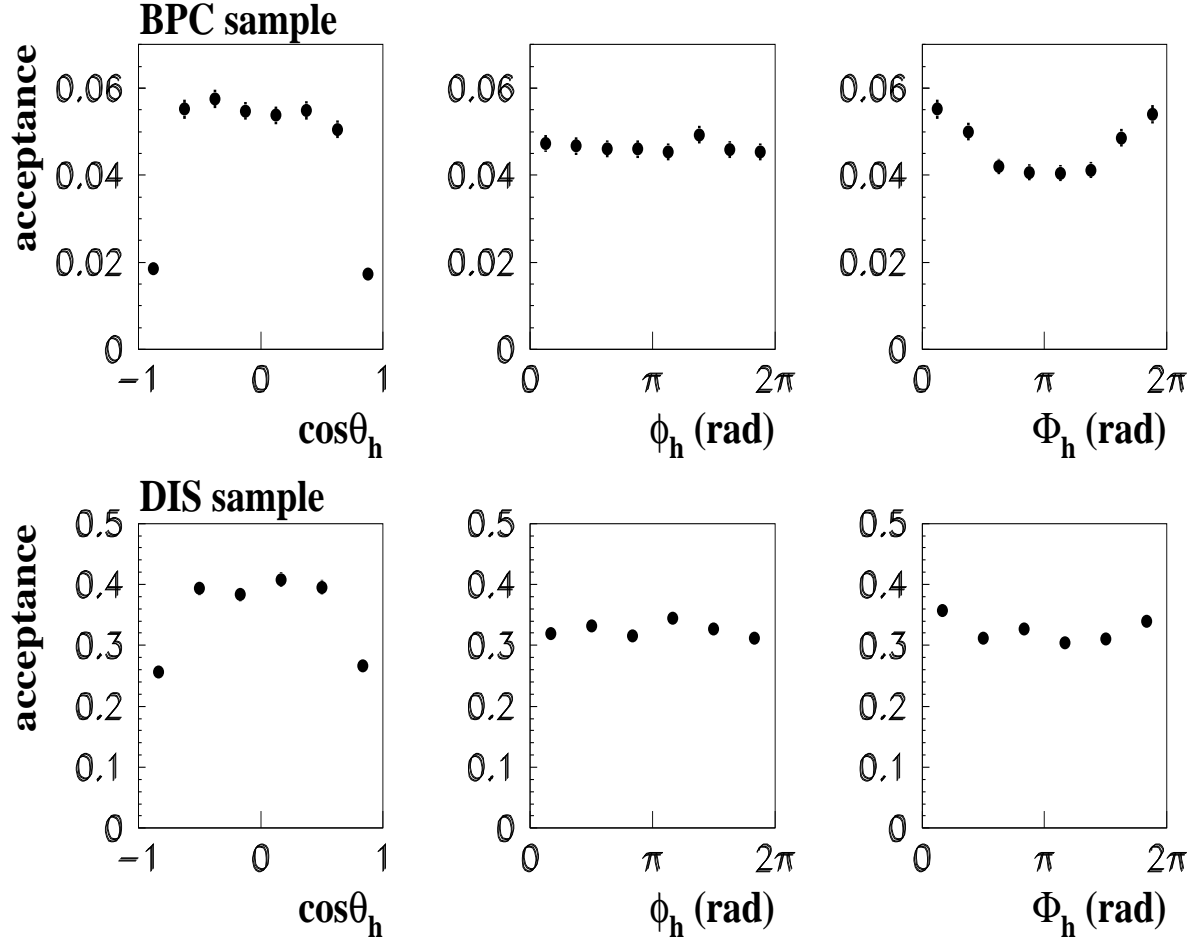 BPC sample
acceptance
0.06
0.04
0.02
0
-1 0 1
cosθh
0.06
0.04
0.02
0
0 π 2π
ϕh (rad)
0.06
0.04
0.02
0
0 π 2π
Φh (rad)
DIS sample
acceptance
0.5
0.4
0.3
0.2
0.1
0
-1 0 1
cosθh
0.5
0.4
0.3
0.2
0.1
0
0 π 2π
ϕh (rad)
0.5
0.4
0.3
0.2
0.1
0
0 π 2π
Φh (rad)